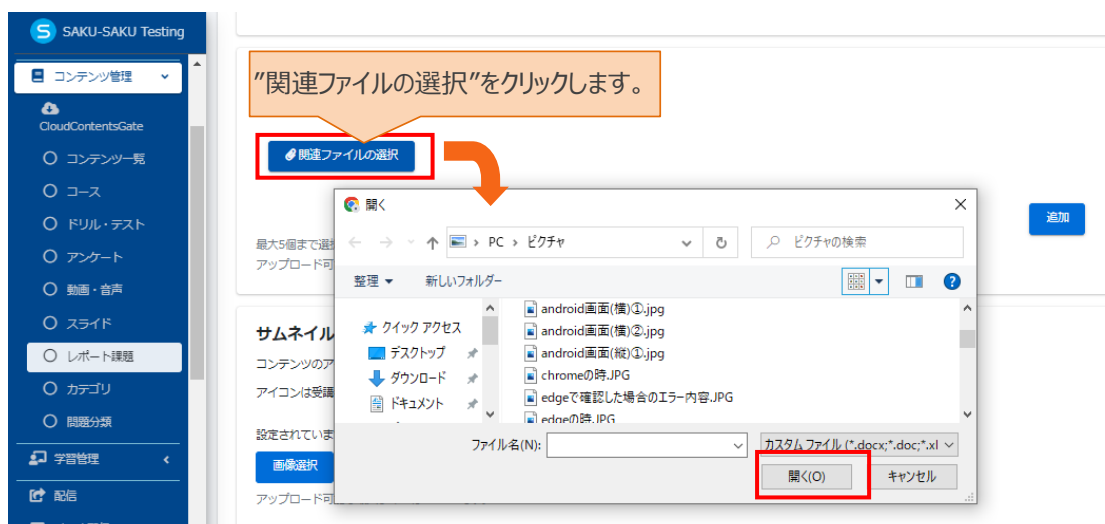 SAKU-SAKU Testing
コンテンツ管理
CloudContentsGate
コンテンツ一覧
コース
ドリル・テスト
アンケート
動画・音声
スライド
レポート課題
カテゴリ
問題分類
学習管理
配信
"関連ファイルの選択"をクリックします。
関連ファイルの選択
追加
最大5個まで選
アップロード可
開く
PC › ピクチャ
ピクチャの検索
整理
新しいフォルダー
クイック アクセス
デスクトップ
ダウンロード
ドキュメント
android画面(横)①.jpg
android画面(横)②.jpg
android画面(縦)①.jpg
chromeの時.JPG
edgeで確認した場合のエラー内容.JPG
edgeの時.JPG
ファイル名(N):
カスタム ファイル (*.docx;*.doc;*.xl
開く(O)
キャンセル
サムネイル
コンテンツのア
アイコンは受講
設定されていま
画像選択
アップロード可